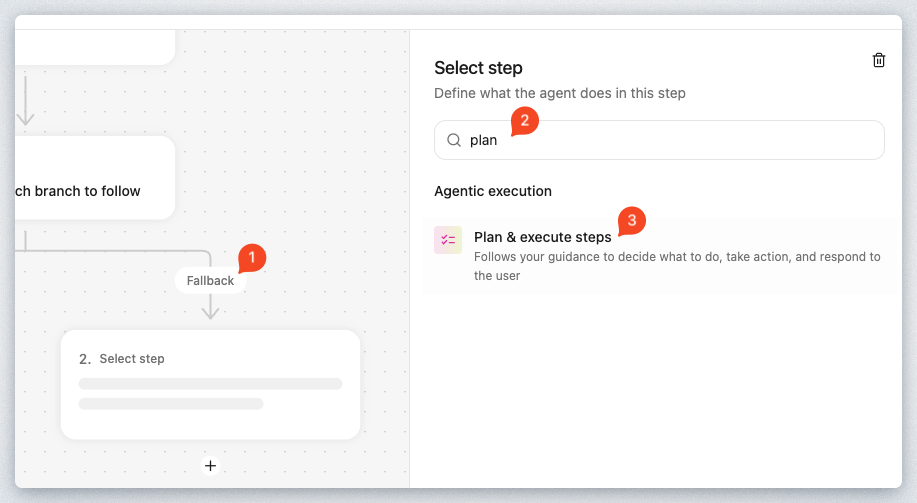 ch branch to follow
1
Fallback
2. Select step
Select step
Define what the agent does in this step
2
plan
Agentic execution
3
Plan & execute steps
Follows your guidance to decide what to do, take action, and respond to
the user